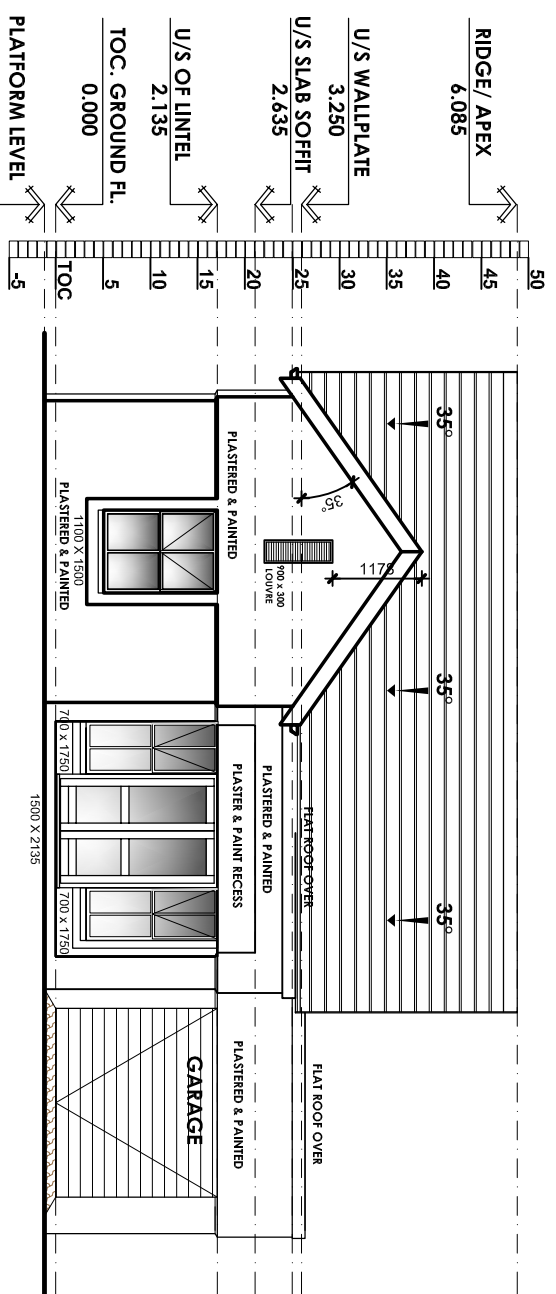 RIDGE/ APEX
6.085
U/S WALLPLATE
3.250
U/S SLAB SOFFIT
2.635
U/S OF LINTEL
2.135
TOC. GROUND FL.
0.000
PLATFORM LEVEL
50
45
40
35
30
26
25
20
15
10
5
TOC
-5
35°
35°
35°
35°
1178
900 x 300
LOUVRE
PLASTERED & PAINTED
1100 X 1500
PLASTERED & PAINTED
FLAT ROOF OVER
PLASTERED & PAINTED
PLASTER & PAINT RECESS
700 x 1750
700 x 1750
1500 X 2135
FLAT ROOF OVER
PLASTERED & PAINTED
GARAGE